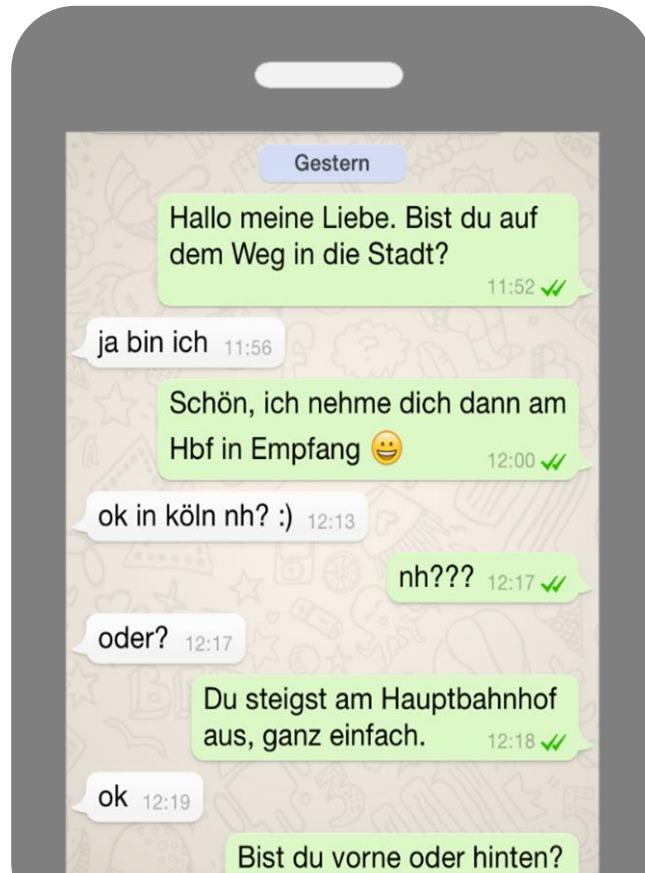 Gestern
Hallo meine Liebe. Bist du auf
dem Weg in die Stadt?
11:52
ja bin ich 11:56
Schön, ich nehme dich dann am
Hbf in Empfang 😀
12:00
ok in köln nh? :) 12:13
nh??? 12:17
oder? 12:17
Du steigst am Hauptbahnhof
aus, ganz einfach. 12:18
ok 12:19
Bist du vorne oder hinten?